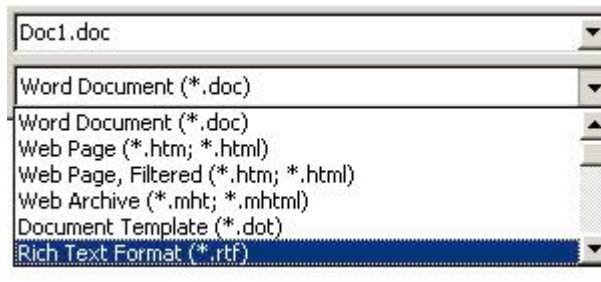 Doc1.doc
Word Document (*.doc)
Word Document (*.doc)
Web Page (*.htm; *.html)
Web Page, Filtered (*.htm; *.html)
Web Archive (*.mht; *.mhtml)
Document Template (*.dot)
Rich Text Format (*.rtf)